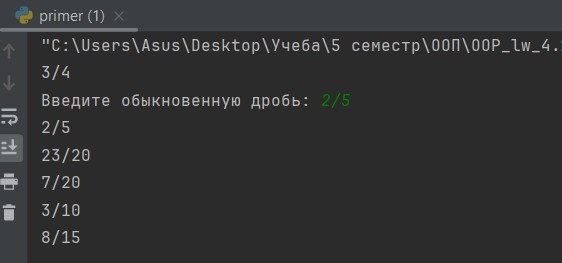 primer (1)
"C:\Users\Asus\Desktop\Учеба\5 семестр\ООП\OOP_lw_4.
3/4
Введите обыкновенную дробь: 2/5
2/5
23/20
7/20
3/10
8/15